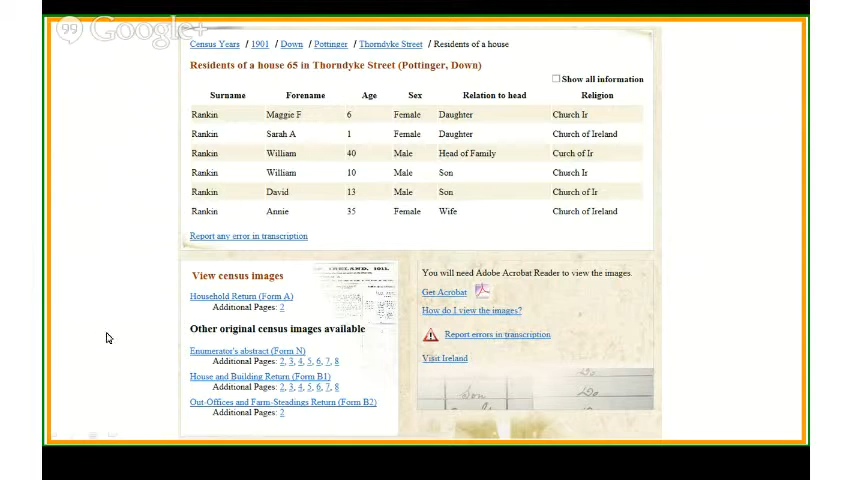 Google+
Census Years / 1901 / Down / Pottinger / Thorndyke Street / Residents of a house
Residents of a house 65 in Thorndyke Street (Pottinger, Down)
Show all information
Surname Forename Age Sex Relation to head Religion
Rankin Maggie F 6 Female Daughter Church Ir
Rankin Sarah A 1 Female Daughter Church of Ireland
Rankin William 40 Male Head of Family Curch of Ir
Rankin William 10 Male Son Church Ir
Rankin David 13 Male Son Church of Ir
Rankin Annie 35 Female Wife Church of Ireland
Report any error in transcription
View census images
IRELAND, 1911.
Household Return (Form A)
Additional Pages: 2
Other original census images available
Enumerator's abstract (Form N)
Additional Pages: 2, 3, 4, 5, 6, 7, 8
House and Building Return (Form B1)
Additional Pages: 2, 3, 4, 5, 6, 7, 8
Out-Offices and Farm-Steadings Return (Form B2)
Additional Pages: 2
You will need Adobe Acrobat Reader to view the images.
Get Acrobat
How do I view the images?
Report errors in transcription
Visit Ireland
Do
Son Do